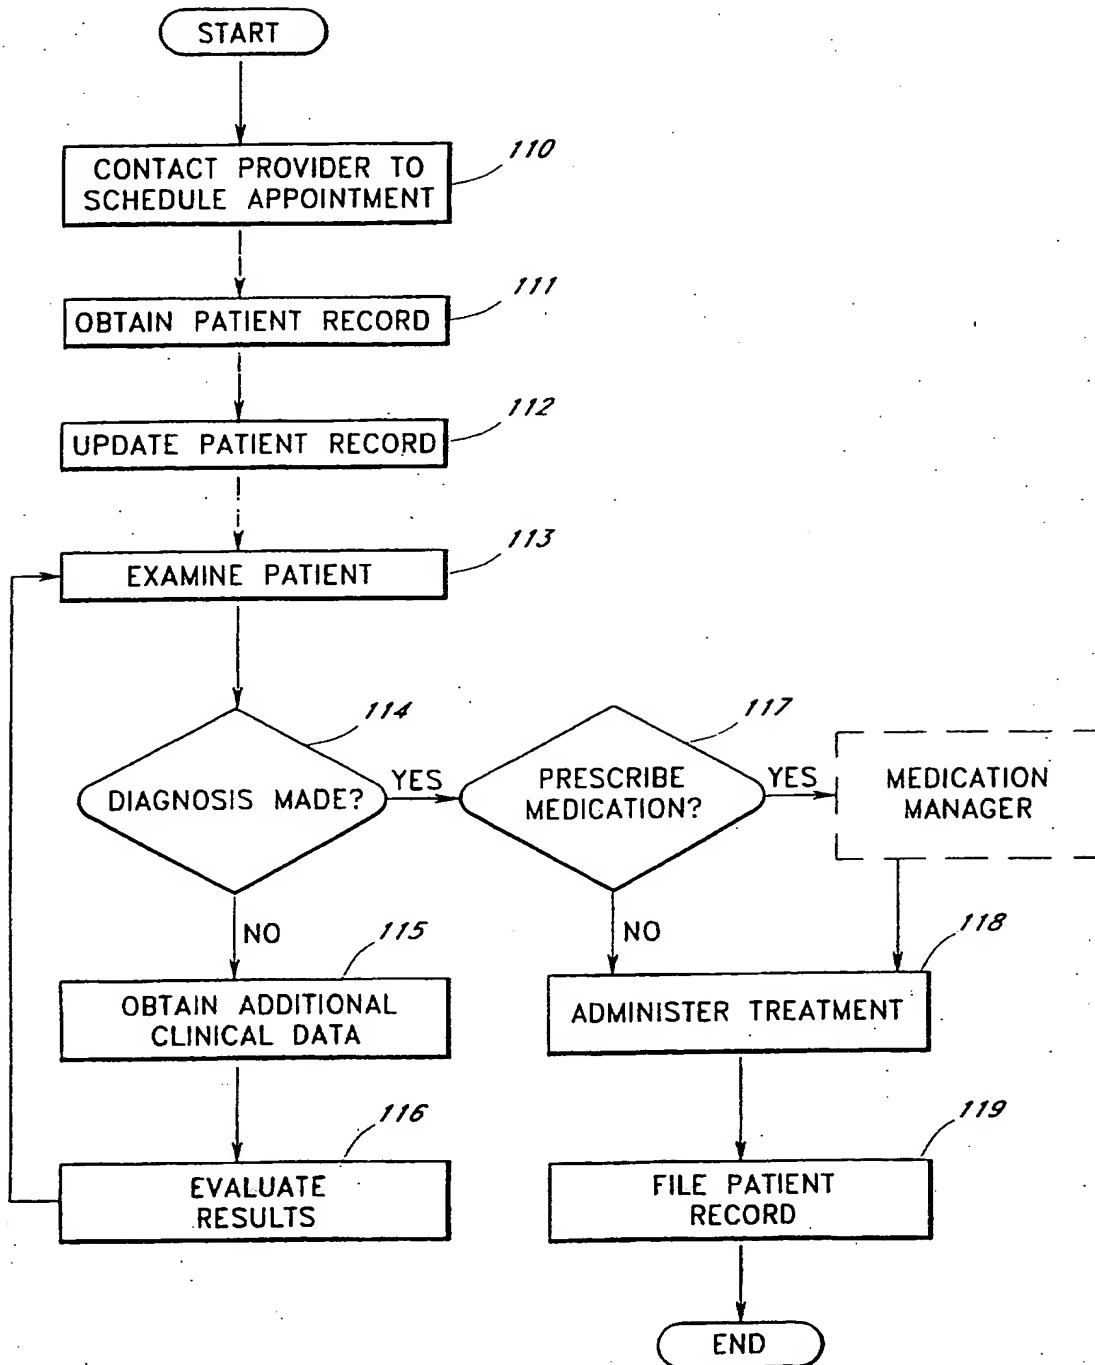 START
110
CONTACT PROVIDER TO
SCHEDULE APPOINTMENT
111
OBTAIN PATIENT RECORD
112
UPDATE PATIENT RECORD
113
EXAMINE PATIENT
114
DIAGNOSIS MADE?
YES
117
PRESCRIBE
MEDICATION?
YES
MEDICATION
MANAGER
NO
115
OBTAIN ADDITIONAL
CLINICAL DATA
NO
118
ADMINISTER TREATMENT
116
EVALUATE
RESULTS
119
FILE PATIENT
RECORD
END